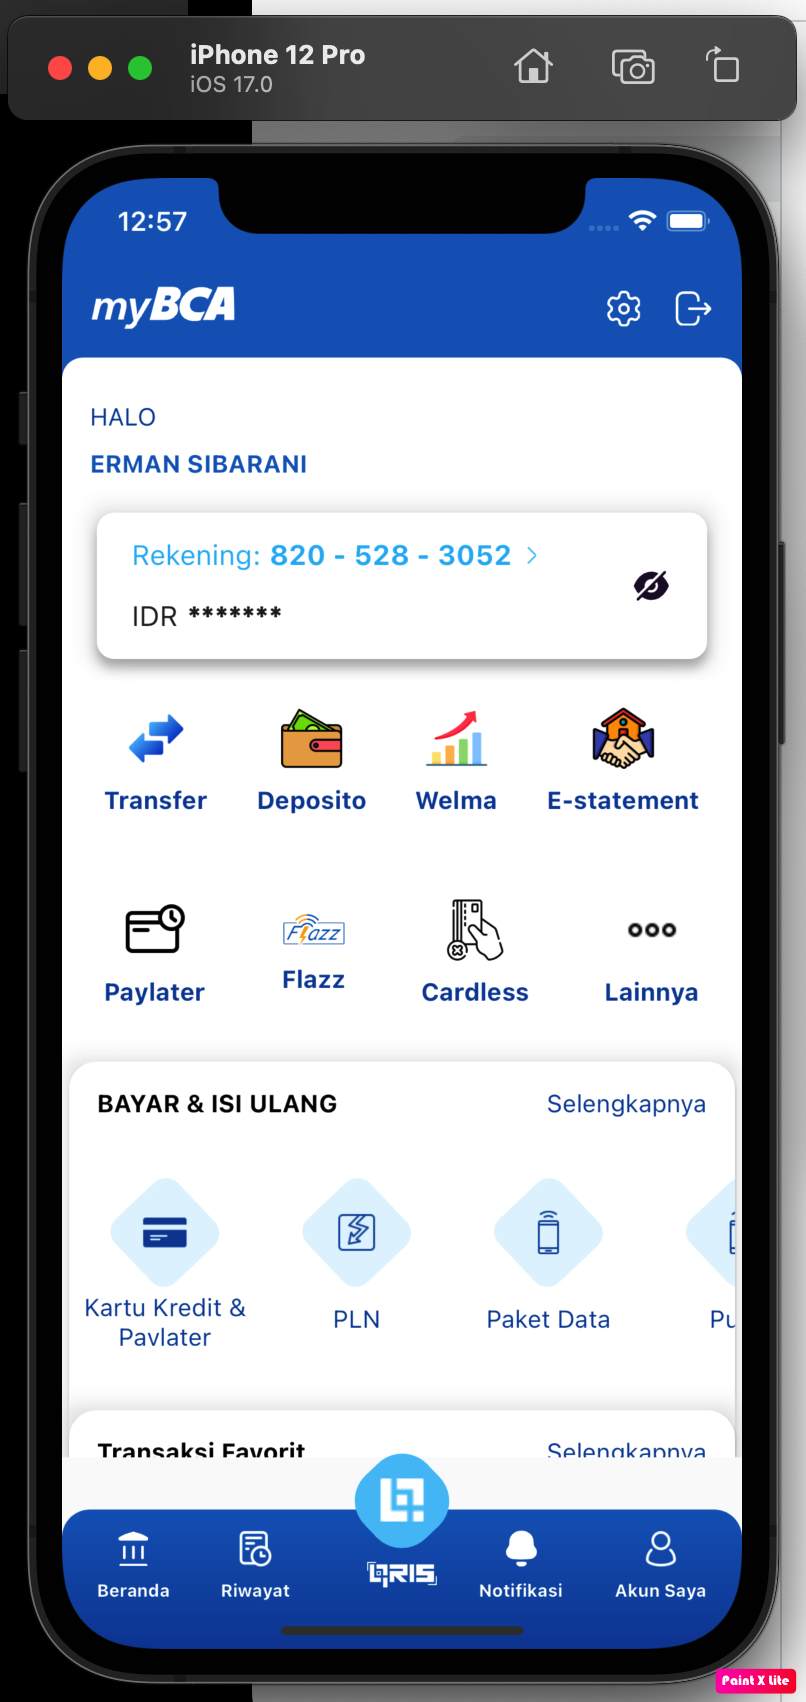 iPhone 12 Pro
iOS 17.0
12:57
myBCA
HALO
ERMAN SIBARANI
Rekening: 820 - 528 - 3052 >
IDR *******
Transfer Deposito Welma E-statement
Flazz
Paylater Flazz Cardless Lainnya
BAYAR & ISI ULANG Selengkapnya
Kartu Kredit & PLN Paket Data Pu
Pavlater
Transaksi Favorit Selengkapnya
QRIS
Beranda Riwayat Notifikasi Akun Saya
Paint X Lite